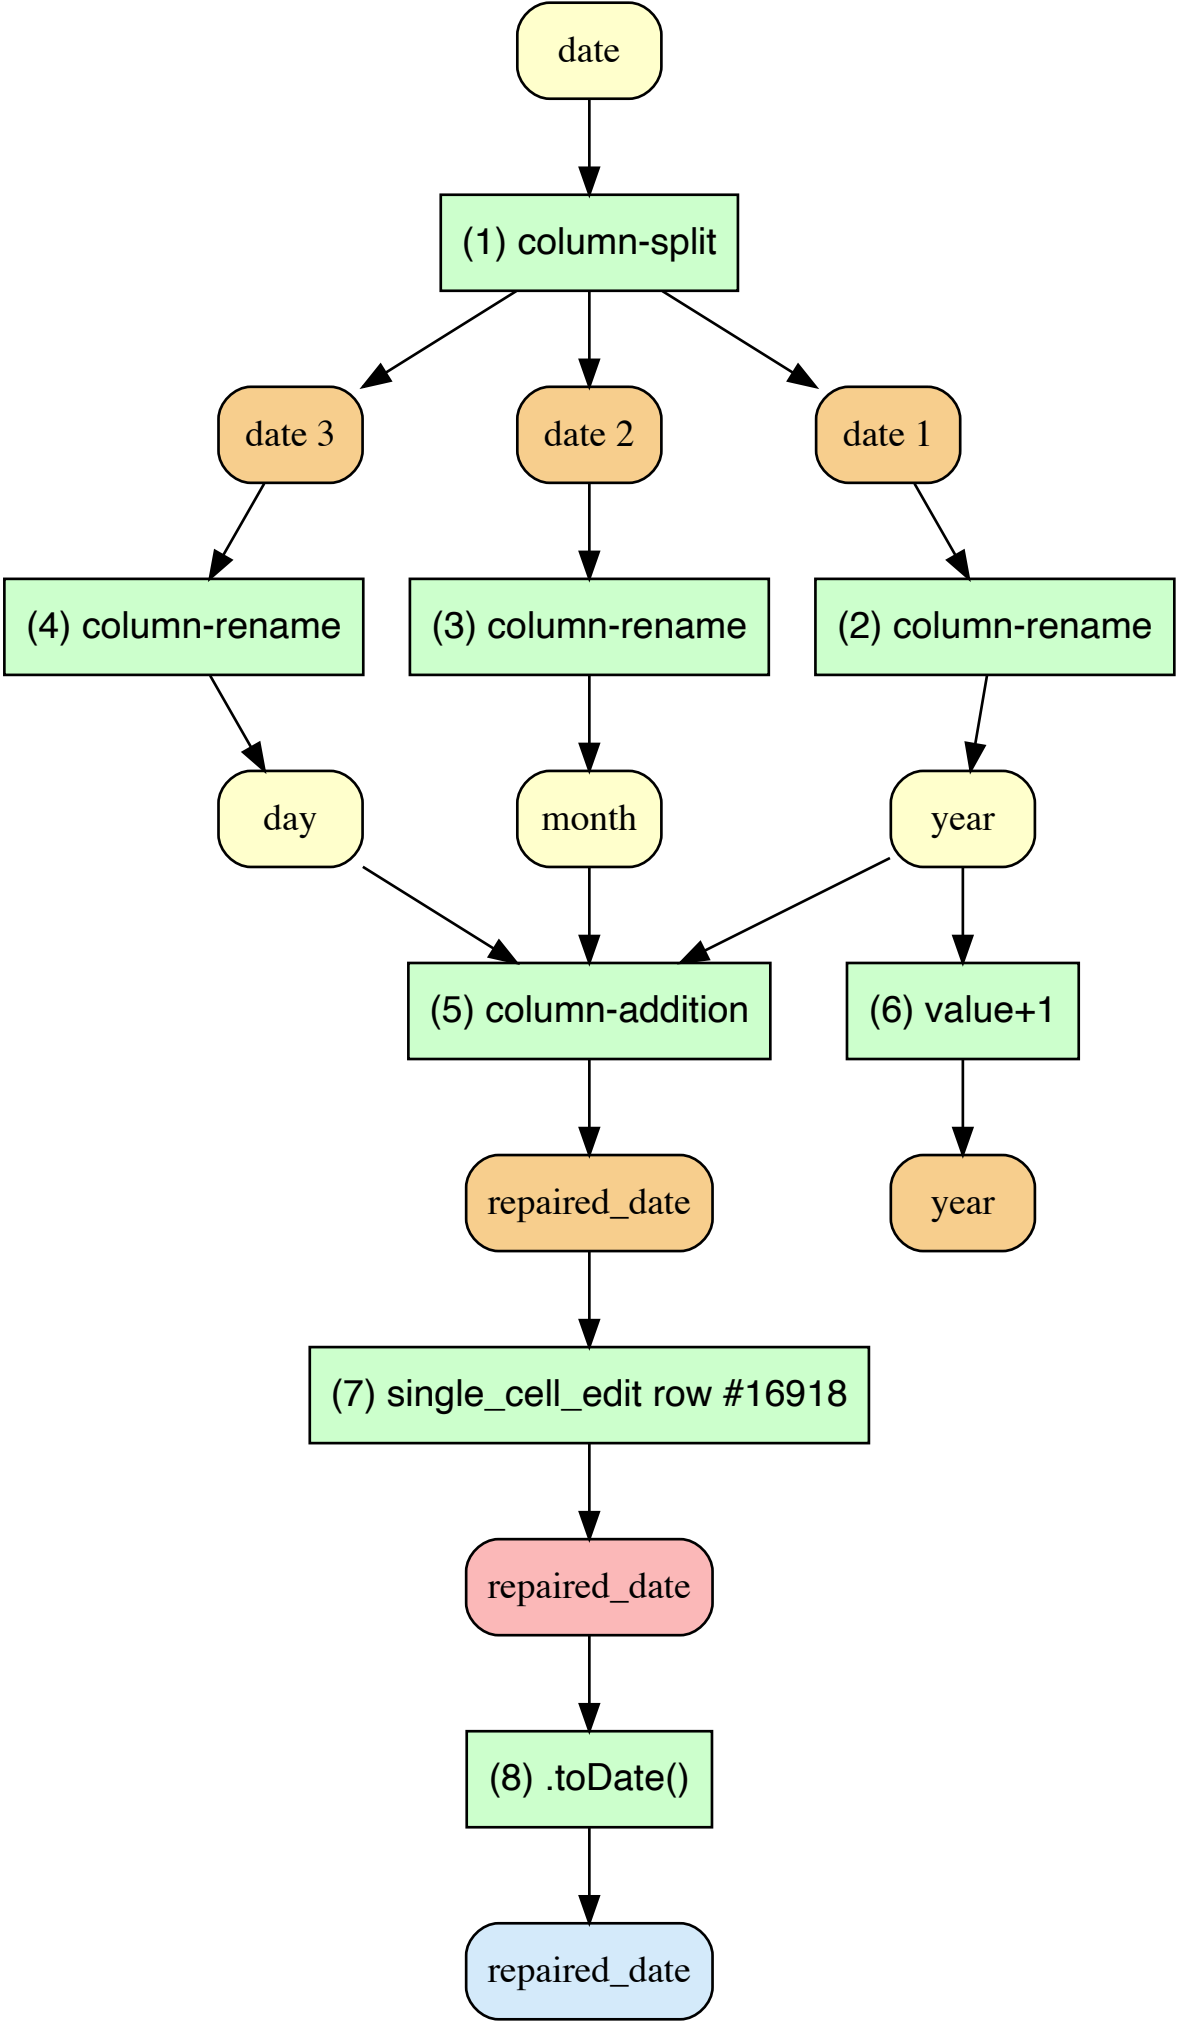 date
(1) column-split
date 3
date 2
date 1
(4) column-rename
(3) column-rename
(2) column-rename
day
month
year
(5) column-addition
(6) value+1
repaired_date
year
(7) single_cell_edit row #16918
repaired_date
(8) .toDate()
repaired_date